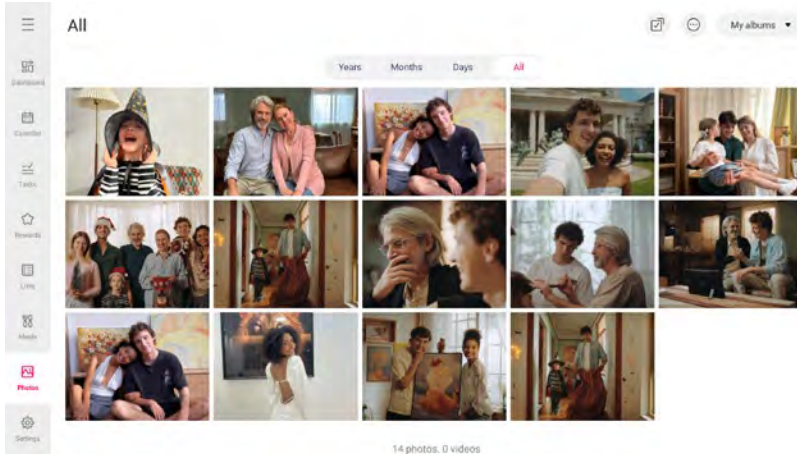 All
My albums
Years Months Days All
Dashboard
Calendar
Tasks
Rewards
Lists
Meals
Photos
Settings
14 photos, 0 videos